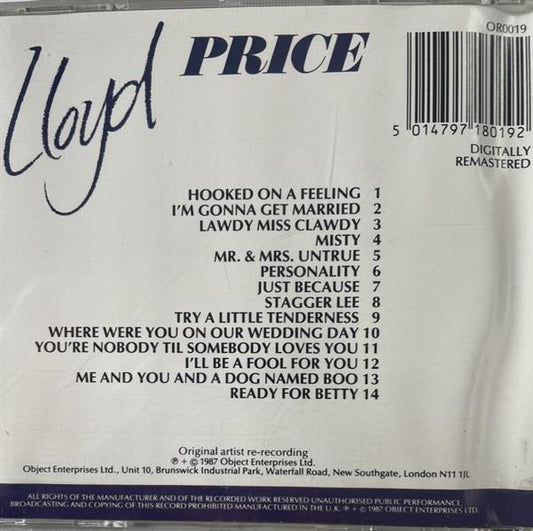 Lloyd PRICE
OR0019
5 014797 180192
DIGITALLY
REMASTERED
HOOKED ON A FEELING 1
I'M GONNA GET MARRIED 2
LAWDY MISS CLAWDY 3
MISTY 4
MR. & MRS. UNTRUE 5
PERSONALITY 6
JUST BECAUSE 7
STAGGER LEE 8
TRY A LITTLE TENDERNESS 9
WHERE WERE YOU ON OUR WEDDING DAY 10
YOU'RE NOBODY TIL SOMEBODY LOVES YOU 11
I'LL BE A FOOL FOR YOU 12
ME AND YOU AND A DOG NAMED BOO 13
READY FOR BETTY 14
Original artist re-recording
℗ + © 1987 Object Enterprises Ltd.
Object Enterprises Ltd., Unit 10, Brunswick Industrial Park, Waterfall Road, New Southgate, London N11 1JL
ALL RIGHTS OF THE MANUFACTURER AND OF THE RECORDED WORK RESERVED UNAUTHORISED PUBLIC PERFORMANCE,
BROADCASTING AND COPYING OF THIS RECORD PROHIBITED MANUFACTURED IN THE U.K. ℗ + © 1987 OBJECT ENTERPRISES LTD.